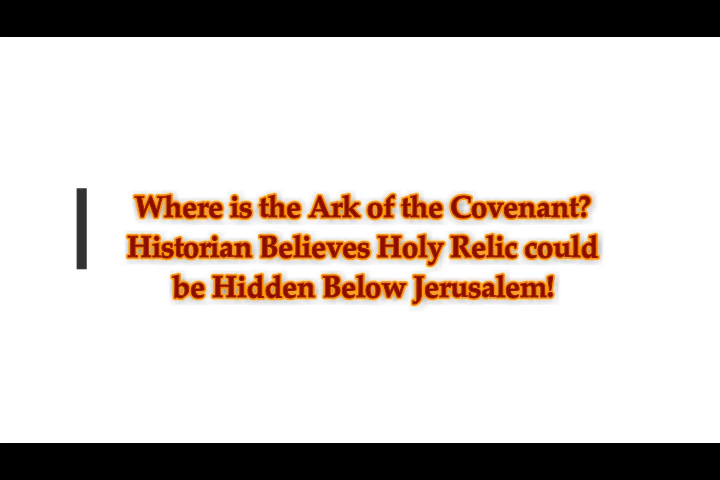 Where is the Ark of the Covenant?
Historian Believes Holy Relic could
be Hidden Below Jerusalem!